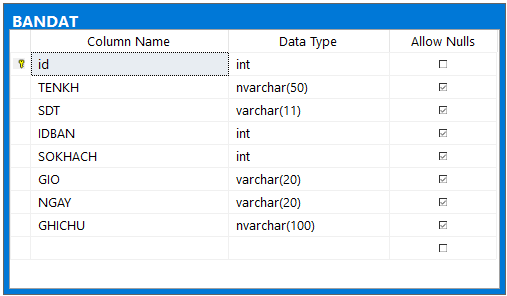 BANDAT
Column Name Data Type Allow Nulls
id int
TENKH nvarchar(50)
SDT varchar(11)
IDBAN int
SOKHACH int
GIO varchar(20)
NGAY varchar(20)
GHICHU nvarchar(100)